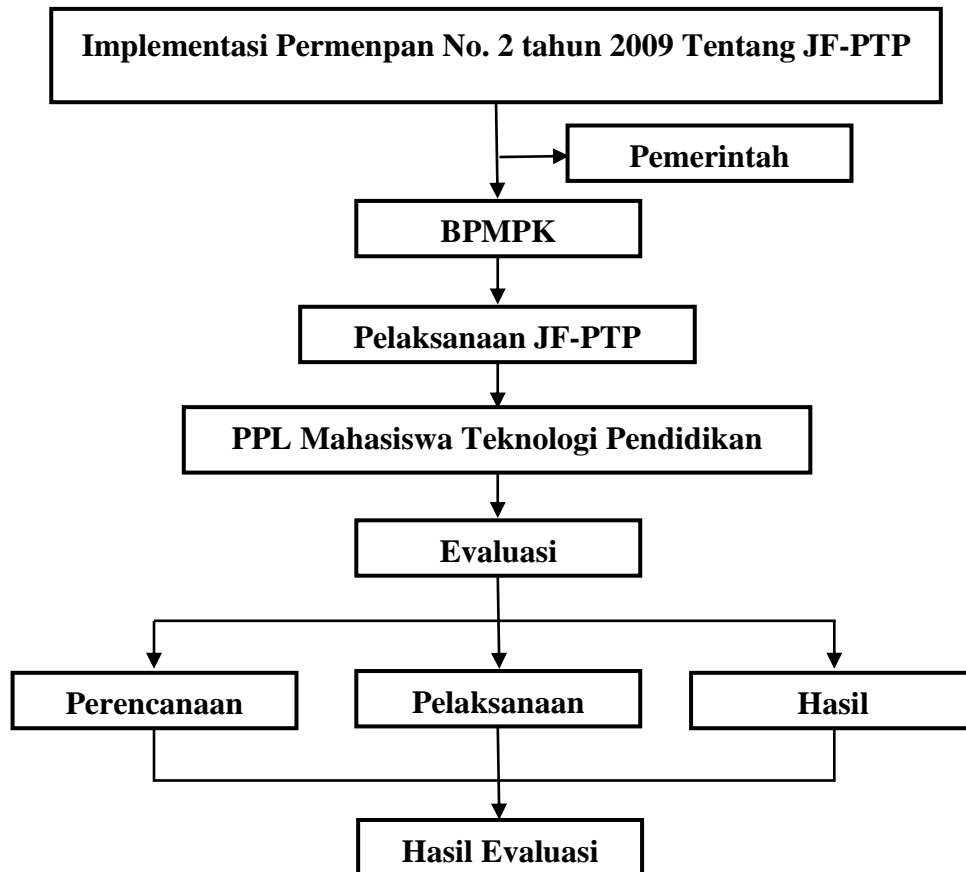 Implementasi Permenpan No. 2 tahun 2009 Tentang JF-PTP
Pemerintah
BPMPK
Pelaksanaan JF-PTP
PPL Mahasiswa Teknologi Pendidikan
Evaluasi
Perencanaan
Pelaksanaan
Hasil
Hasil Evaluasi